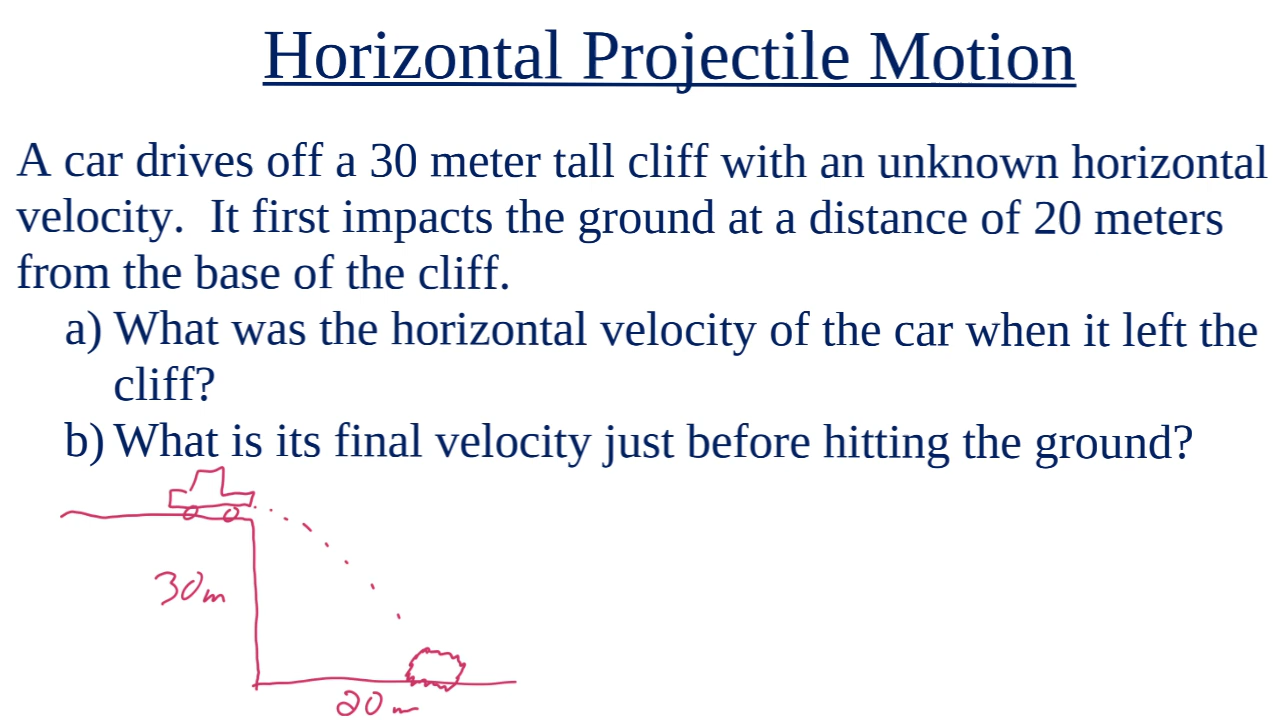 Horizontal Projectile Motion
A car drives off a 30 meter tall cliff with an unknown horizontal
velocity.  It first impacts the ground at a distance of 20 meters
from the base of the cliff.
a) What was the horizontal velocity of the car when it left the
cliff?
b) What is its final velocity just before hitting the ground?
30m
20 m